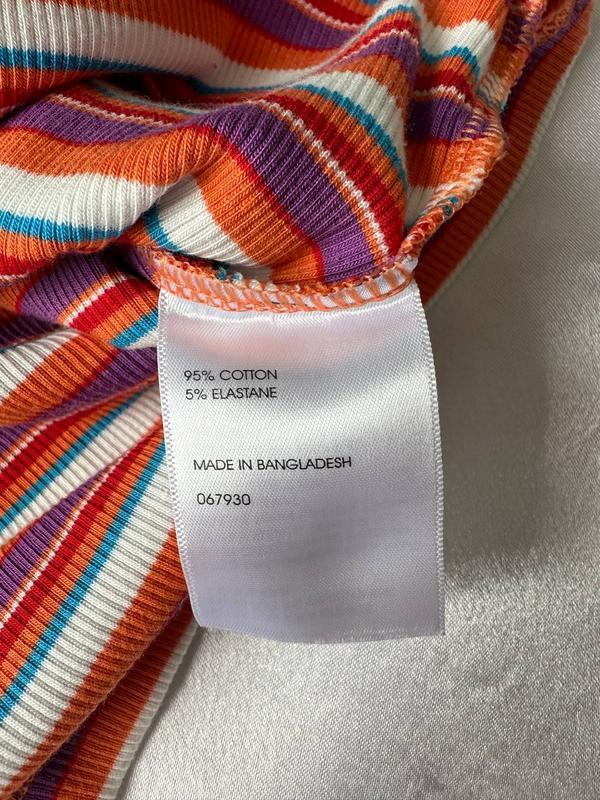 95% COTTON
5% ELASTANE
MADE IN BANGLADESH
067930